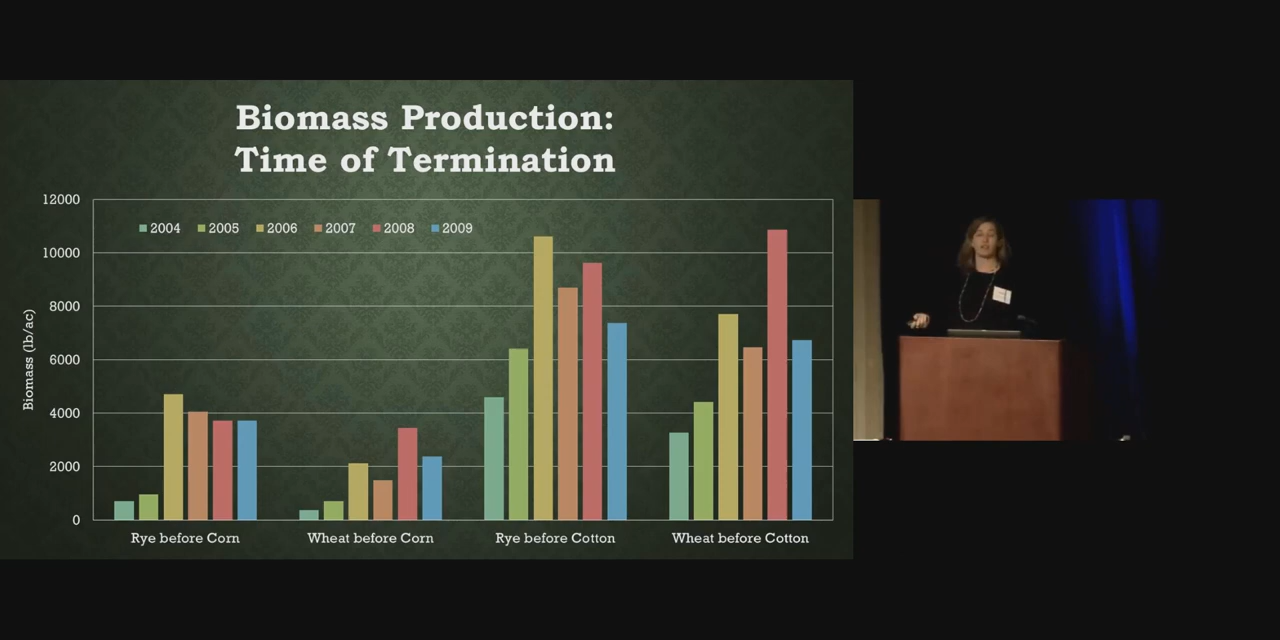 Biomass Production:
Time of Termination
12000
2004 2005 2006 2007 2008 2009
10000
8000
6000
4000
2000
0
Biomass (lb/ac)
Rye before Corn Wheat before Corn Rye before Cotton Wheat before Cotton